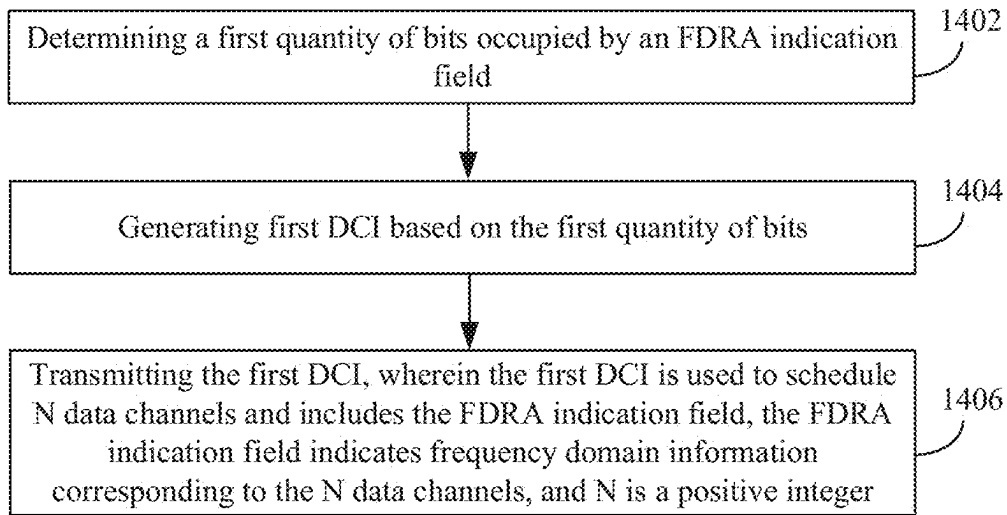 Determining a first quantity of bits occupied by an FDRA indication
field
1402
Generating first DCI based on the first quantity of bits
1404
Transmitting the first DCI, wherein the first DCI is used to schedule
N data channels and includes the FDRA indication field, the FDRA
indication field indicates frequency domain information
corresponding to the N data channels, and N is a positive integer
1406